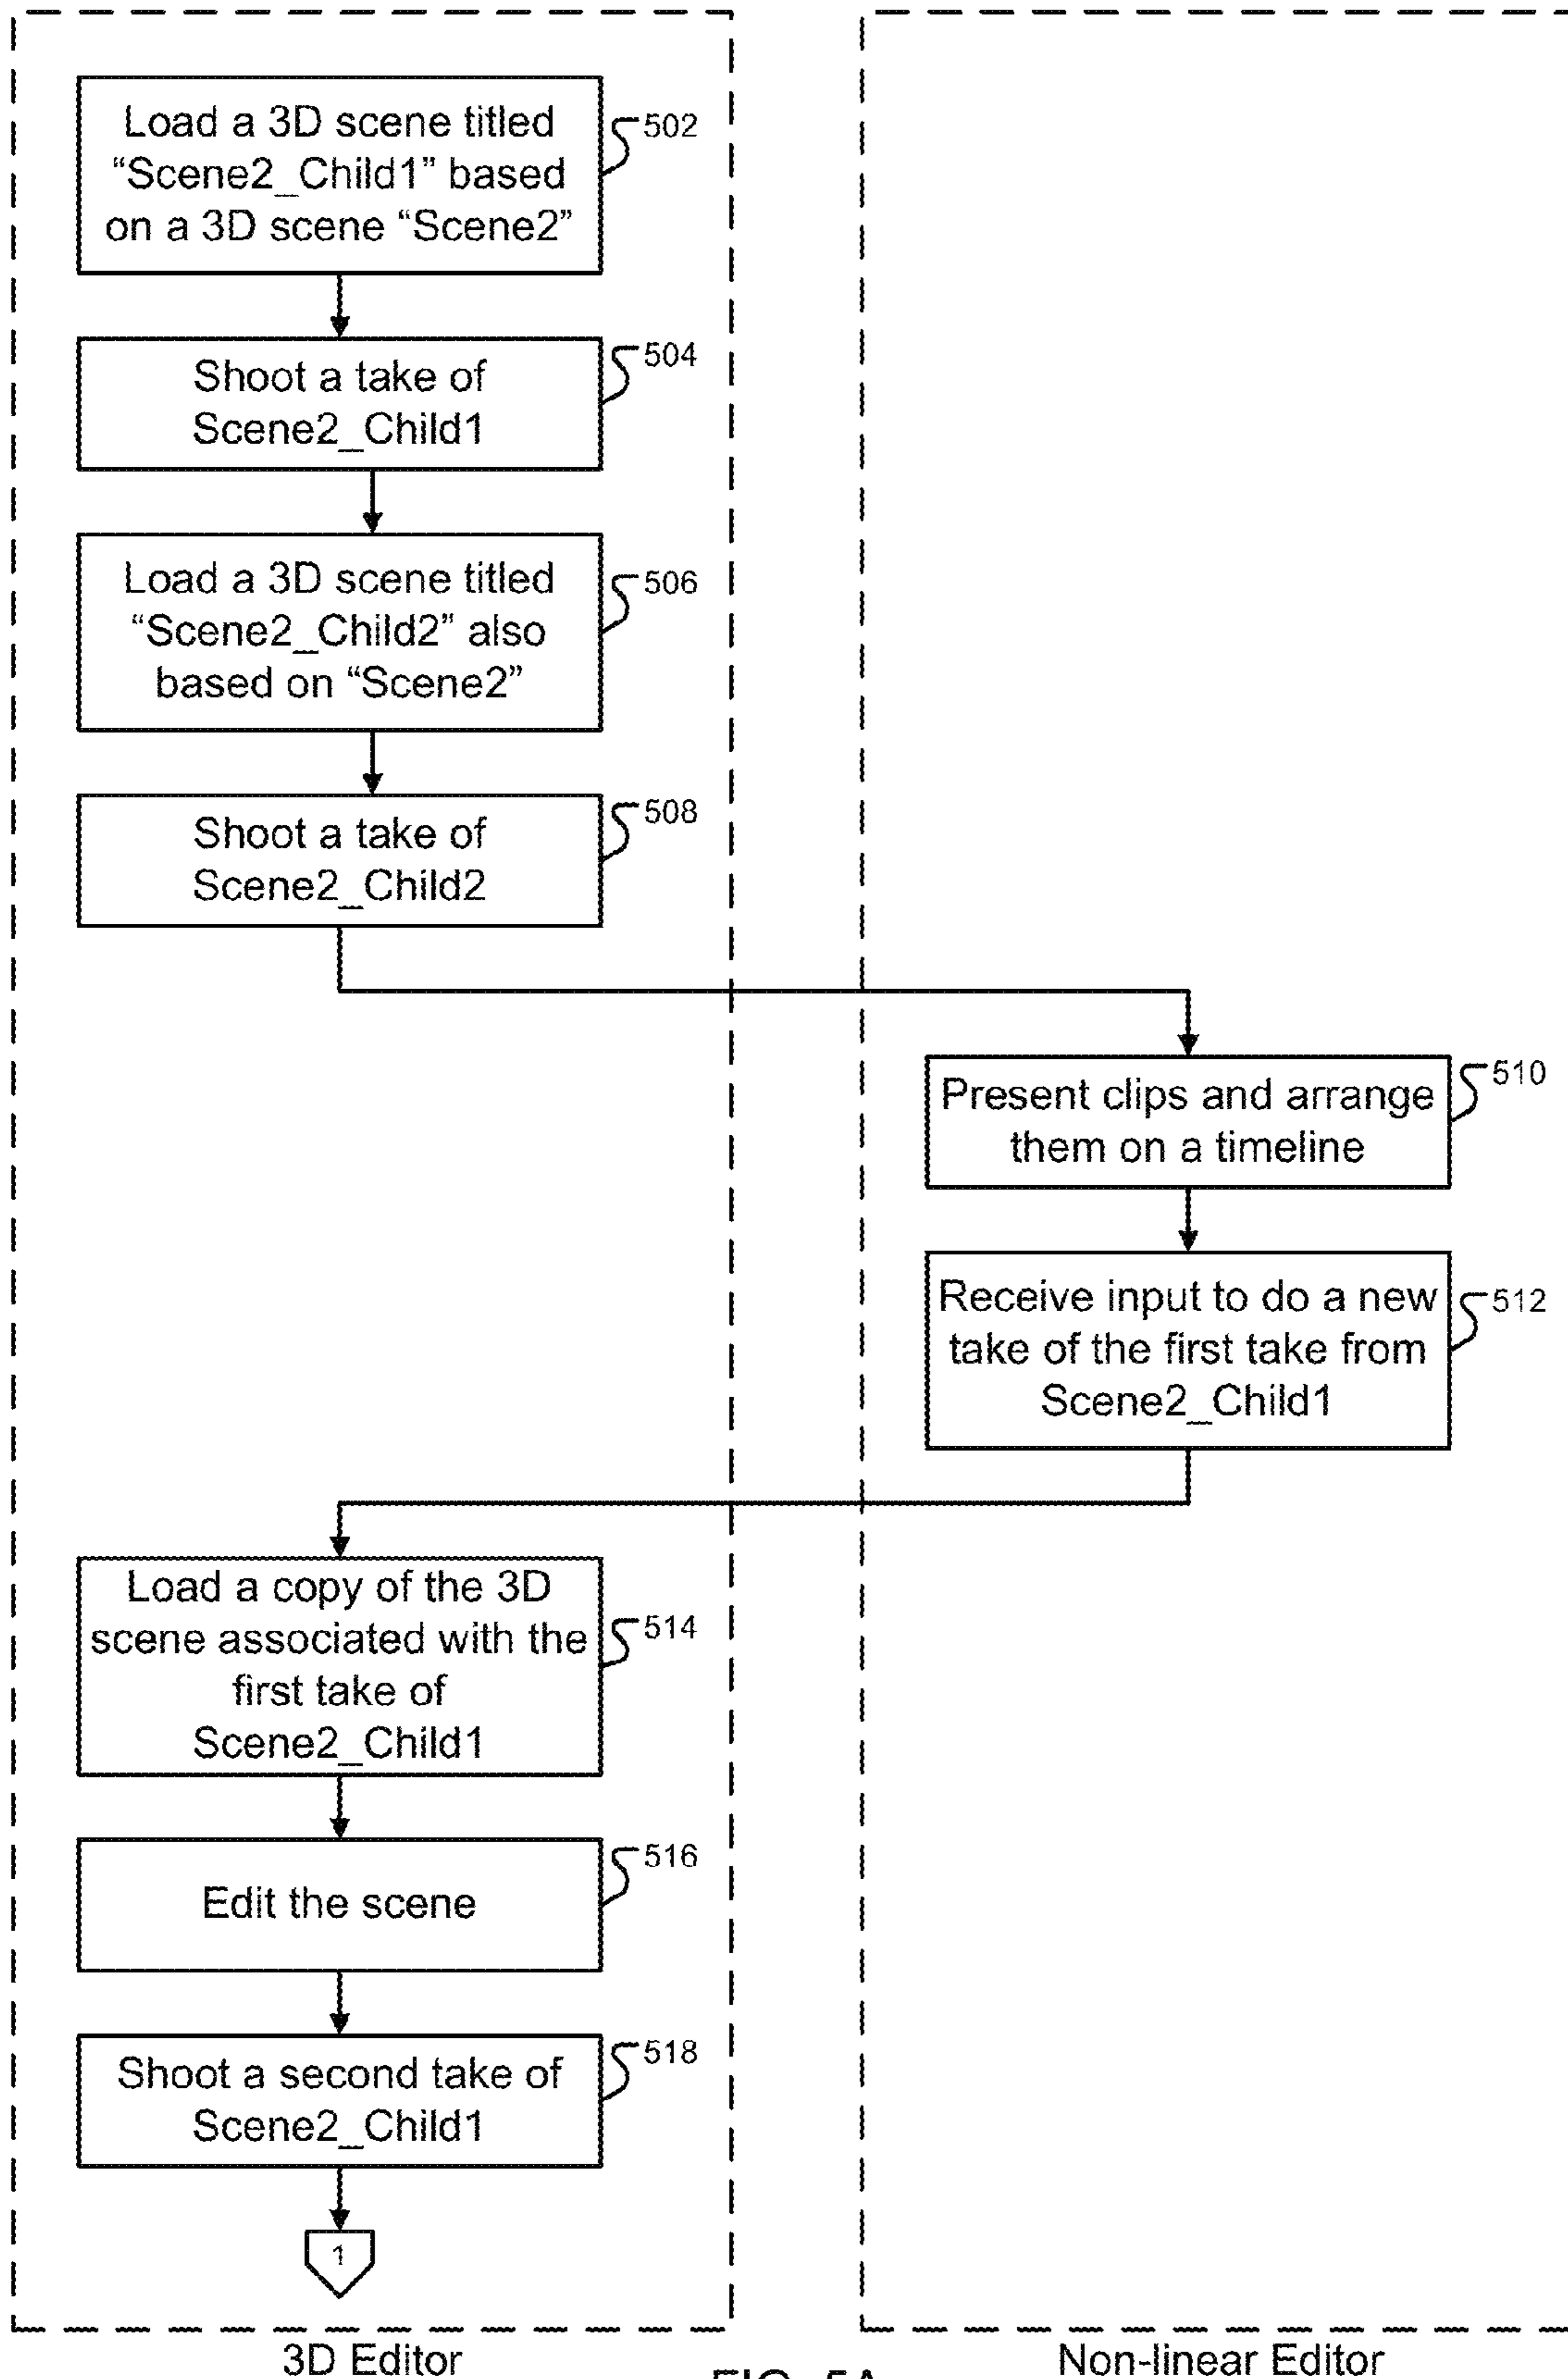 Load a 3D scene titled
“Scene2_Child1” based
on a 3D scene “Scene2”
502
Shoot a take of
Scene2_Child1
504
Load a 3D scene titled
“Scene2_Child2” also
based on “Scene2”
506
Shoot a take of
Scene2_Child2
508
Present clips and arrange
them on a timeline
510
Receive input to do a new
take of the first take from
Scene2_Child1
512
Load a copy of the 3D
scene associated with the
first take of
Scene2_Child1
514
Edit the scene
516
Shoot a second take of
Scene2_Child1
518
1
3D Editor
Non-linear Editor
FIG. 5A